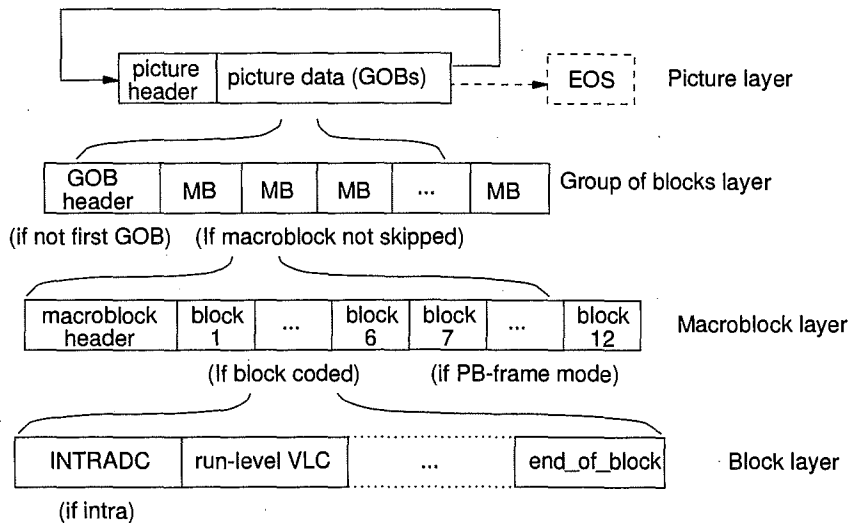 picture header
picture data (GOBs)
EOS
Picture layer
GOB header
MB
MB
MB
...
MB
Group of blocks layer
(if not first GOB)
(If macroblock not skipped)
macroblock header
block 1
...
block 6
block 7
...
block 12
Macroblock layer
(If block coded)
(if PB-frame mode)
INTRADC
run-level VLC
...
end_of_block
Block layer
(if intra)